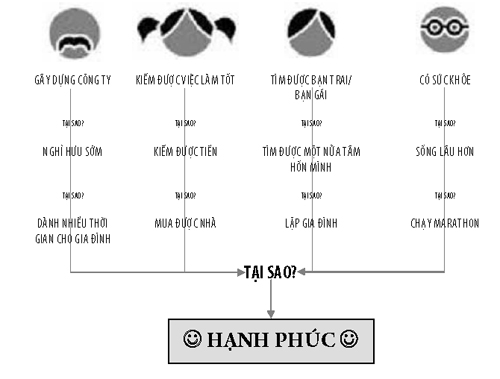 GÂY DỰNG CÔNG TY
KIẾM ĐƯỢC VIỆC LÀM TỐT
TÌM ĐƯỢC BẠN TRAI/
BẠN GÁI
CÓ SỨC KHỎE
TẠI SAO?
TẠI SAO?
TẠI SAO?
TẠI SAO?
NGHỈ HƯU SỚM
KIẾM ĐƯỢC TIỀN
TÌM ĐƯỢC MỘT NỬA TÂM
HỒN MÌNH
SỐNG LÂU HƠN
TẠI SAO?
TẠI SAO?
TẠI SAO?
TẠI SAO?
DÀNH NHIỀU THỜI
GIAN CHO GIA ĐÌNH
MUA ĐƯỢC NHÀ
LẬP GIA ĐÌNH
CHẠY MARATHON
TẠI SAO?
☺ HẠNH PHÚC ☺